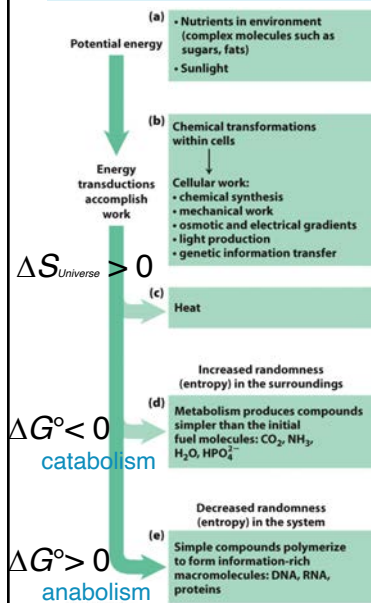 (a)
• Nutrients in environment
(complex molecules such as
sugars, fats)
• Sunlight
Potential energy
(b)
Chemical transformations
within cells
Cellular work:
• chemical synthesis
• mechanical work
• osmotic and electrical gradients
• light production
• genetic information transfer
Energy
transductions
accomplish
work
ΔS Universe > 0
(c)
Heat
Increased randomness
(entropy) in the surroundings
(d)
Metabolism produces compounds
simpler than the initial
fuel molecules: CO₂, NH₃,
H₂O, HPO₄²⁻
ΔG°< 0
catabolism
Decreased randomness
(entropy) in the system
(e)
Simple compounds polymerize
to form information-rich
macromolecules: DNA, RNA,
proteins
ΔG°> 0
anabolism